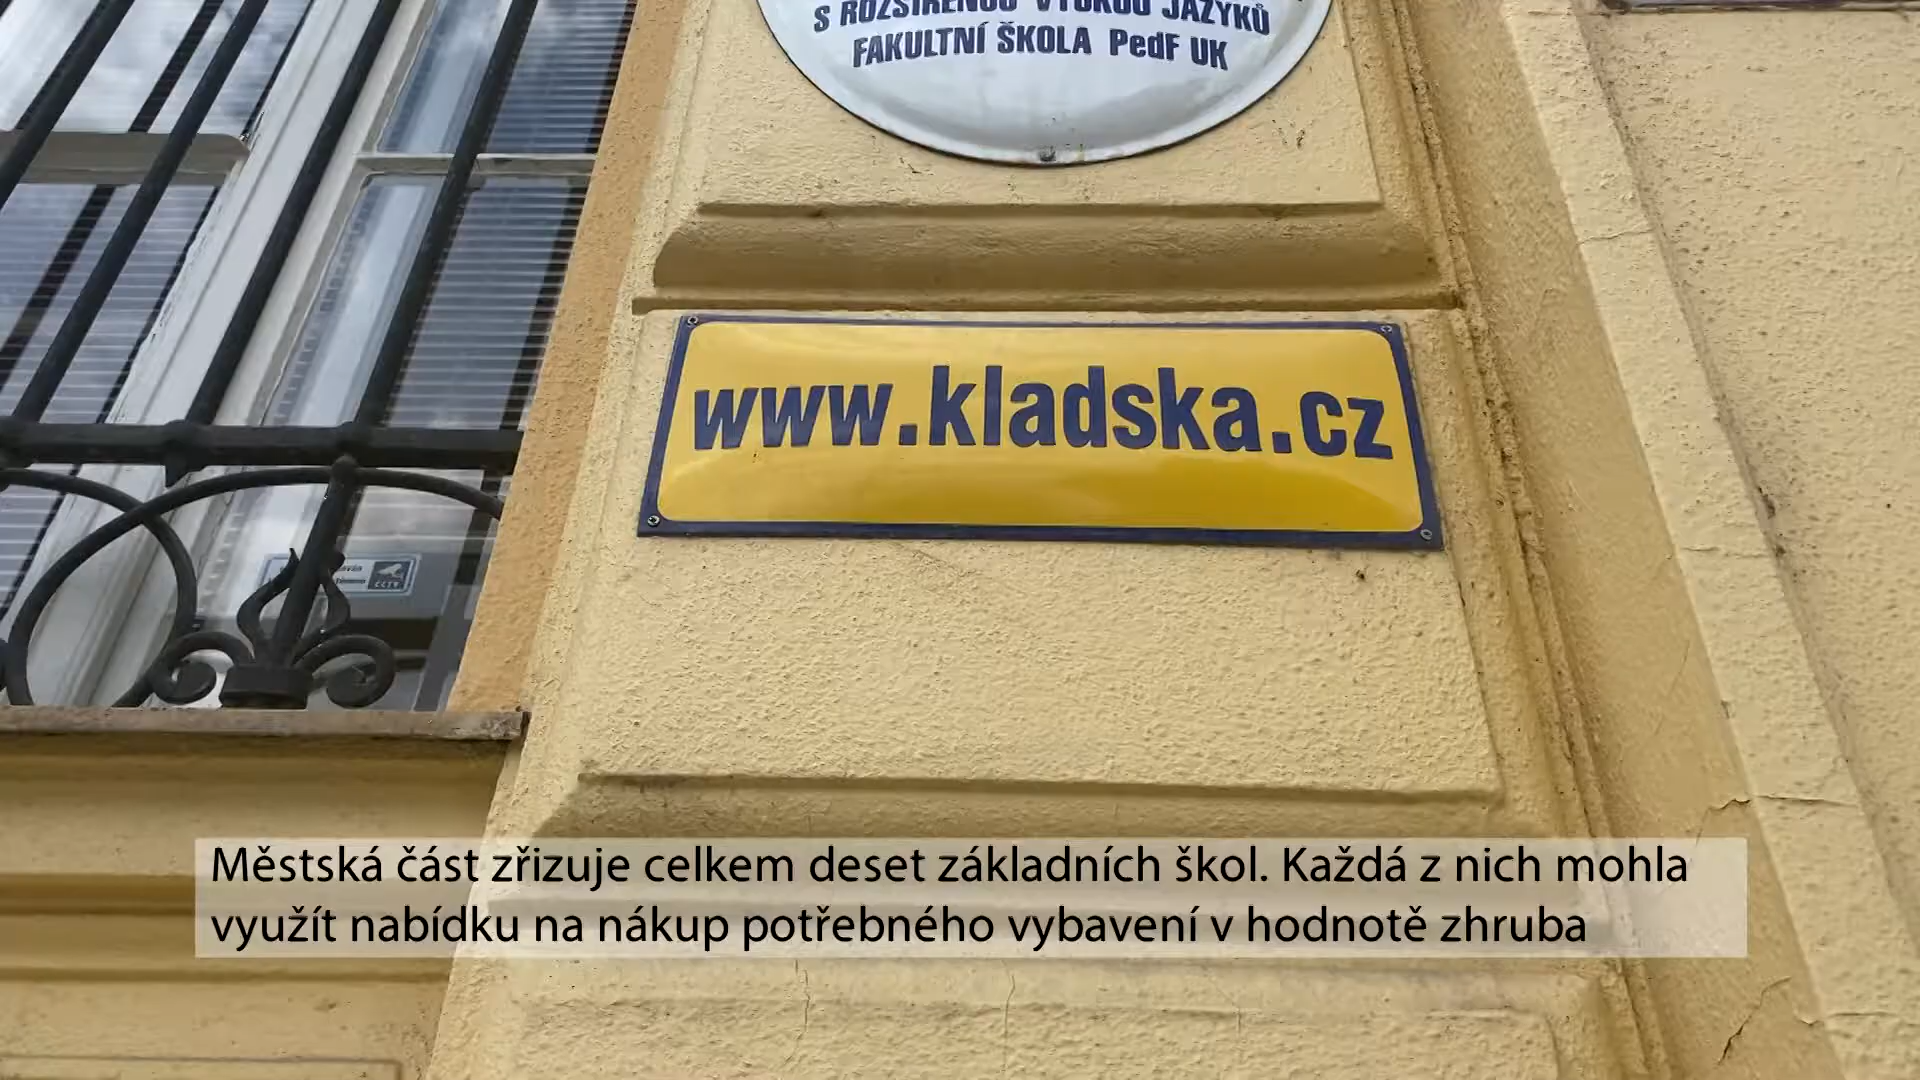 S ROZŠÍŘENOU VÝUKOU JAZYKŮ
FAKULTNÍ ŠKOLA PedF UK
www.kladska.cz
CCTV
Městská část zřizuje celkem deset základních škol. Každá z nich mohla
využít nabídku na nákup potřebného vybavení v hodnotě zhruba